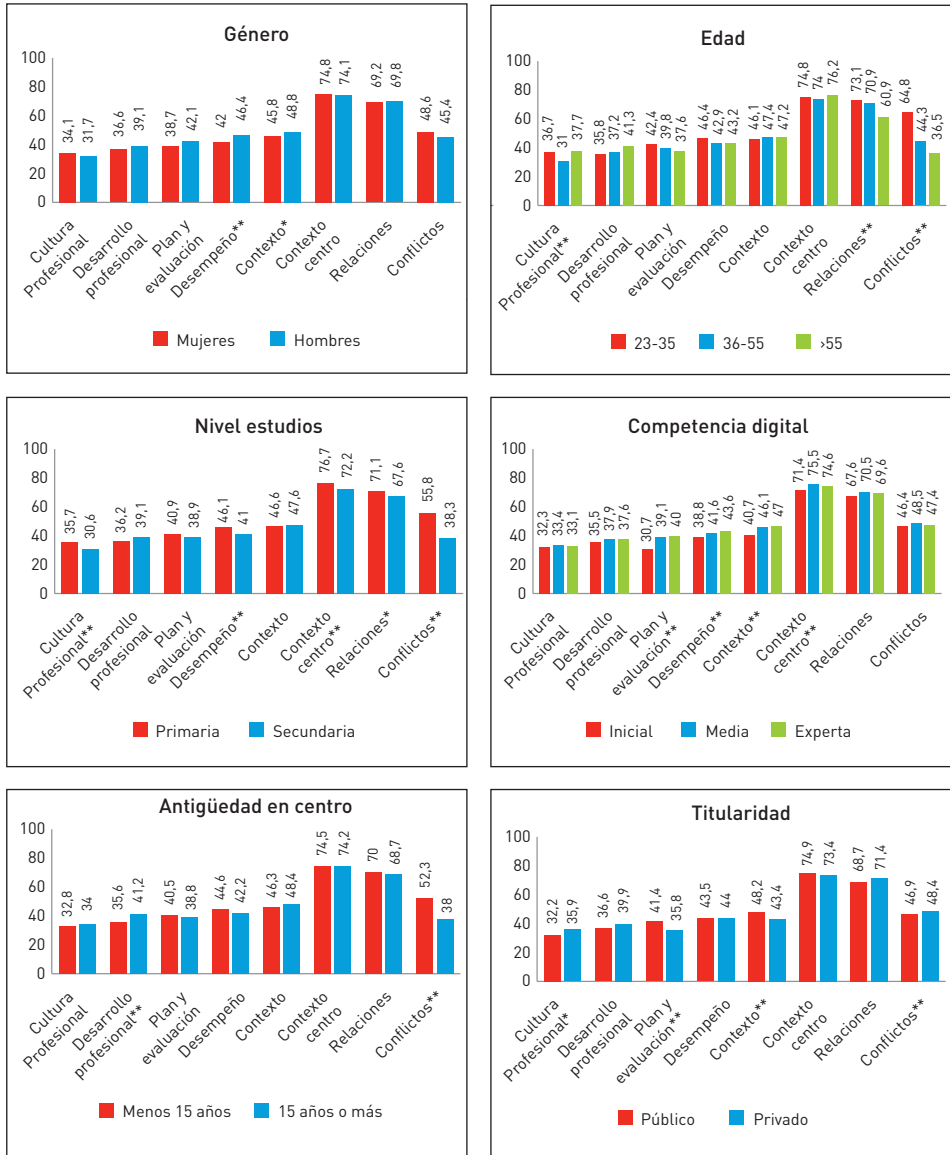 Género
100
80
60
40
20
0
34,1 31,7 36,6 39,1 38,7 42,1 42 46,4 45,8 48,8 74,8 74,1 69,2 69,8 48,6 45,4
Cultura Profesional
Desarrollo profesional
Plan y evaluación
Desempeño**
Contexto*
Contexto centro
Relaciones
Conflictos
Mujeres Hombres
Edad
100
80
60
40
20
0
36,7 31 37,7 35,8 37,2 41,3 42,4 39,8 37,6 46,4 42,9 43,2 46,1 47,4 47,2 74,8 74 76,2 73,1 70,9 60,9 64,8 44,3 36,5
Cultura Profesional**
Desarrollo profesional
Plan y evaluación
Desempeño
Contexto
Contexto centro
Relaciones**
Conflictos**
23-35 36-55 >55
Nivel estudios
100
80
60
40
20
0
35,7 30,6 36,2 39,1 40,9 38,9 46,1 41 46,6 47,6 76,7 72,2 71,1 67,6 55,8 38,3
Cultura Profesional**
Desarrollo profesional
Plan y evaluación
Desempeño**
Contexto
Contexto centro**
Relaciones*
Conflictos**
Primaria Secundaria
Competencia digital
100
80
60
40
20
0
32,3 33,4 33,1 35,5 37,9 37,6 30,7 39,1 40 38,8 41,6 43,6 40,7 46,1 47 71,4 75,5 74,6 67,6 70,5 69,6 46,4 48,5 47,4
Cultura Profesional
Desarrollo profesional
Plan y evaluación**
Desempeño**
Contexto**
Contexto centro**
Relaciones
Conflictos
Inicial Media Experta
Antigüedad en centro
100
80
60
40
20
0
32,8 34 35,6 41,2 40,5 38,8 44,6 42,2 46,3 48,4 74,5 74,2 70 68,7 52,3 38
Cultura Profesional
Desarrollo profesional**
Plan y evaluación
Desempeño
Contexto
Contexto centro
Relaciones
Conflictos**
Menos 15 años 15 años o más
Titularidad
100
80
60
40
20
0
32,2 35,9 36,6 39,9 41,4 35,8 43,5 44 48,2 43,4 74,9 73,4 68,7 71,4 46,9 48,4
Cultura Profesional*
Desarrollo profesional
Plan y evaluación**
Desempeño
Contexto**
Contexto centro
Relaciones
Conflictos**
Público Privado